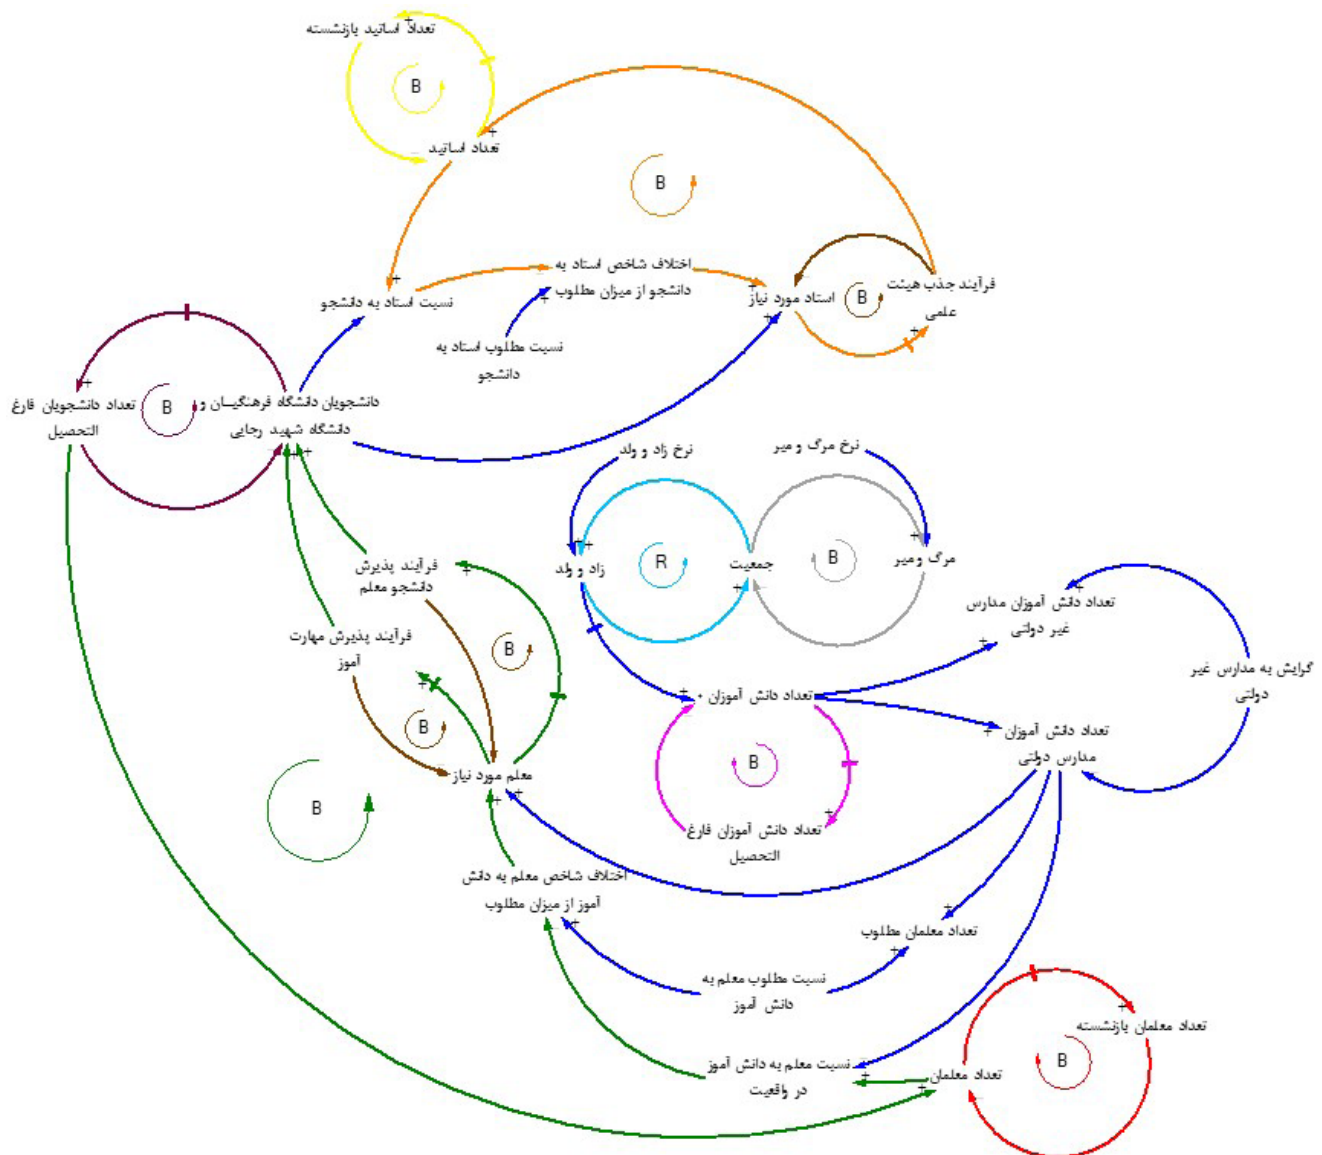 تعداد اساتید بازنشسته
B
تعداد اساتید
B
اختلاف شاخص استاد به
دانشجو از میزان مطلوب
نسبت استاد به دانشجو
استاد مورد نیاز
B
فرآیند جذب هیئت
علمی
نسبت مطلوب استاد به
دانشجو
دانشجویان دانشگاه فرهنگیـان و
دانشگاه شهید رجایی
B
تعداد دانشجویان فارغ
التحصیل
نرخ مرگ و میر
نرخ زاد و ولد
مرگ و میر
B
جمعیت
R
زاد و ولد
فرآیند پذیرش
دانشجو معلم
B
فرآیند پذیرش مهارت
آموز
B
تعداد دانش آموزان مدارس
غیر دولتی
گرایش به مدارس غیر
دولتی
تعداد دانش آموزان
تعداد دانش آموزان
مدارس دولتی
B
معلم مورد نیاز
B
تعداد دانش آموزان فارغ
التحصیل
اختلاف شاخص معلم به دانش
آموز از میزان مطلوب
تعداد معلمان مطلوب
نسبت مطلوب معلم به
دانش آموز
تعداد معلمان بازنشسته
B
تعداد معلمان
نسبت معلم به دانش آموز
در واقعیت